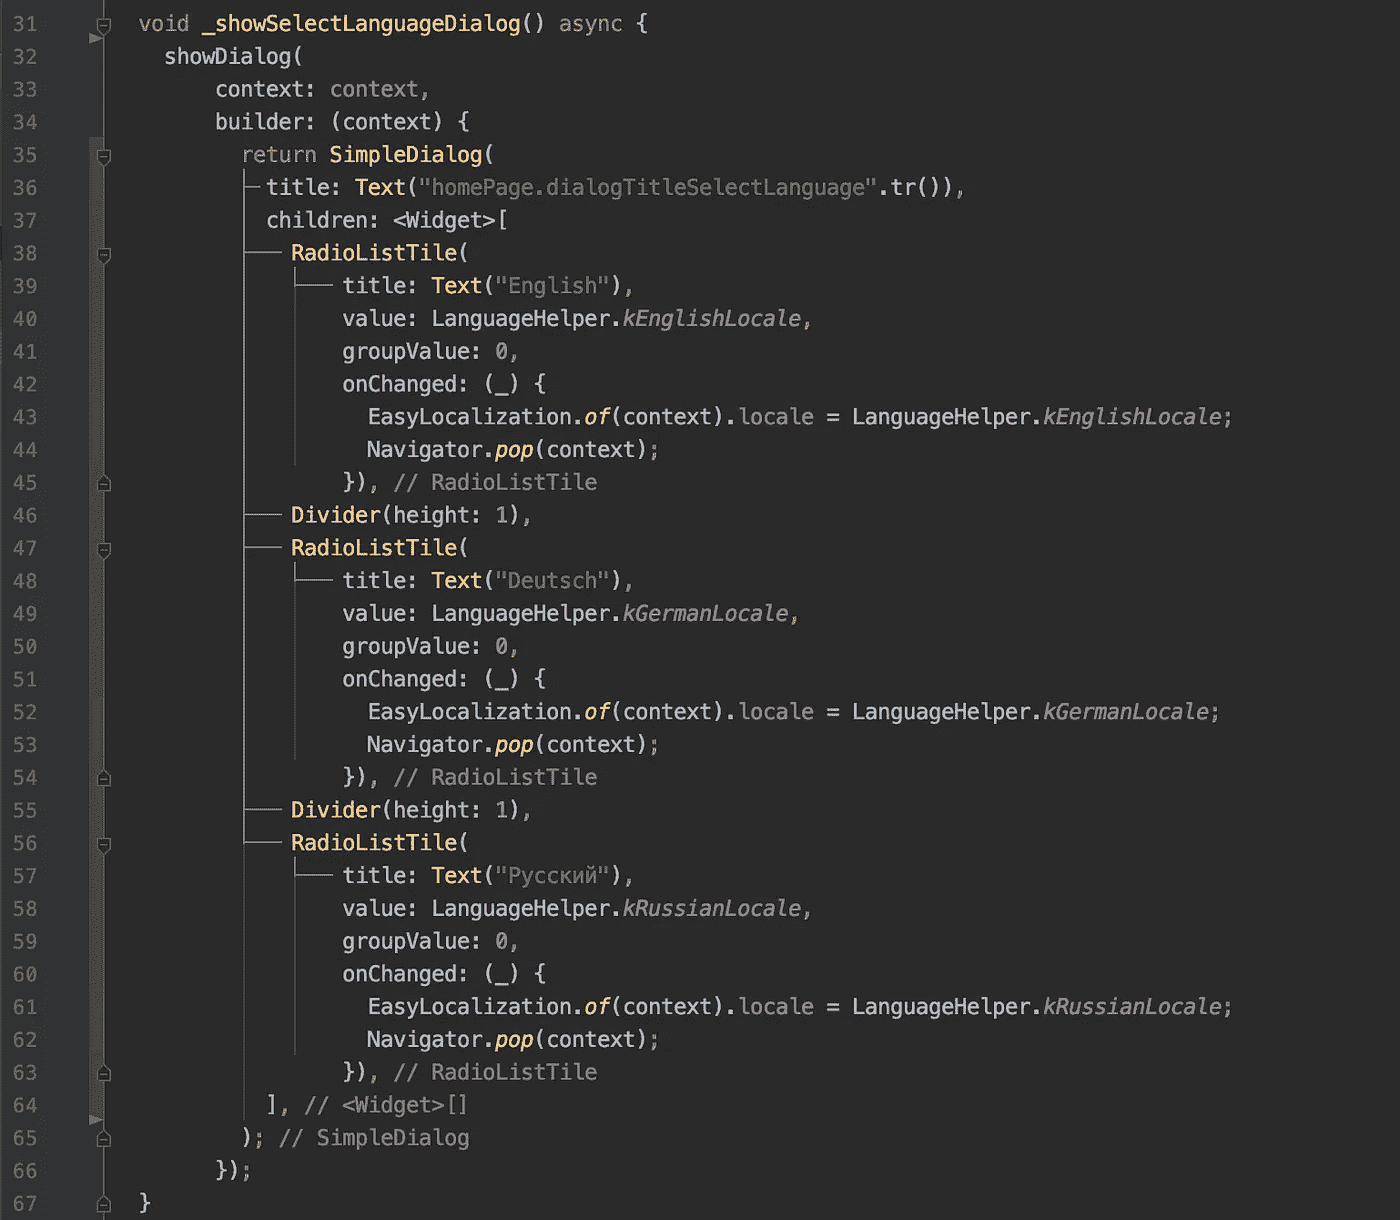 31 void _showSelectLanguageDialog() async {
32 showDialog(
33 context: context,
34 builder: (context) {
35 return SimpleDialog(
36 title: Text("homePage.dialogTitleSelectLanguage".tr()),
37 children: <Widget>[
38 RadioListTile(
39 title: Text("English"),
40 value: LanguageHelper.kEnglishLocale,
41 groupValue: 0,
42 onChanged: (_) {
43 EasyLocalization.of(context).locale = LanguageHelper.kEnglishLocale;
44 Navigator.pop(context);
45 }), // RadioListTile
46 Divider(height: 1),
47 RadioListTile(
48 title: Text("Deutsch"),
49 value: LanguageHelper.kGermanLocale,
50 groupValue: 0,
51 onChanged: (_) {
52 EasyLocalization.of(context).locale = LanguageHelper.kGermanLocale;
53 Navigator.pop(context);
54 }), // RadioListTile
55 Divider(height: 1),
56 RadioListTile(
57 title: Text("Русский"),
58 value: LanguageHelper.kRussianLocale,
59 groupValue: 0,
60 onChanged: (_) {
61 EasyLocalization.of(context).locale = LanguageHelper.kRussianLocale;
62 Navigator.pop(context);
63 }), // RadioListTile
64 ], // <Widget>[]
65 ); // SimpleDialog
66 });
67 }